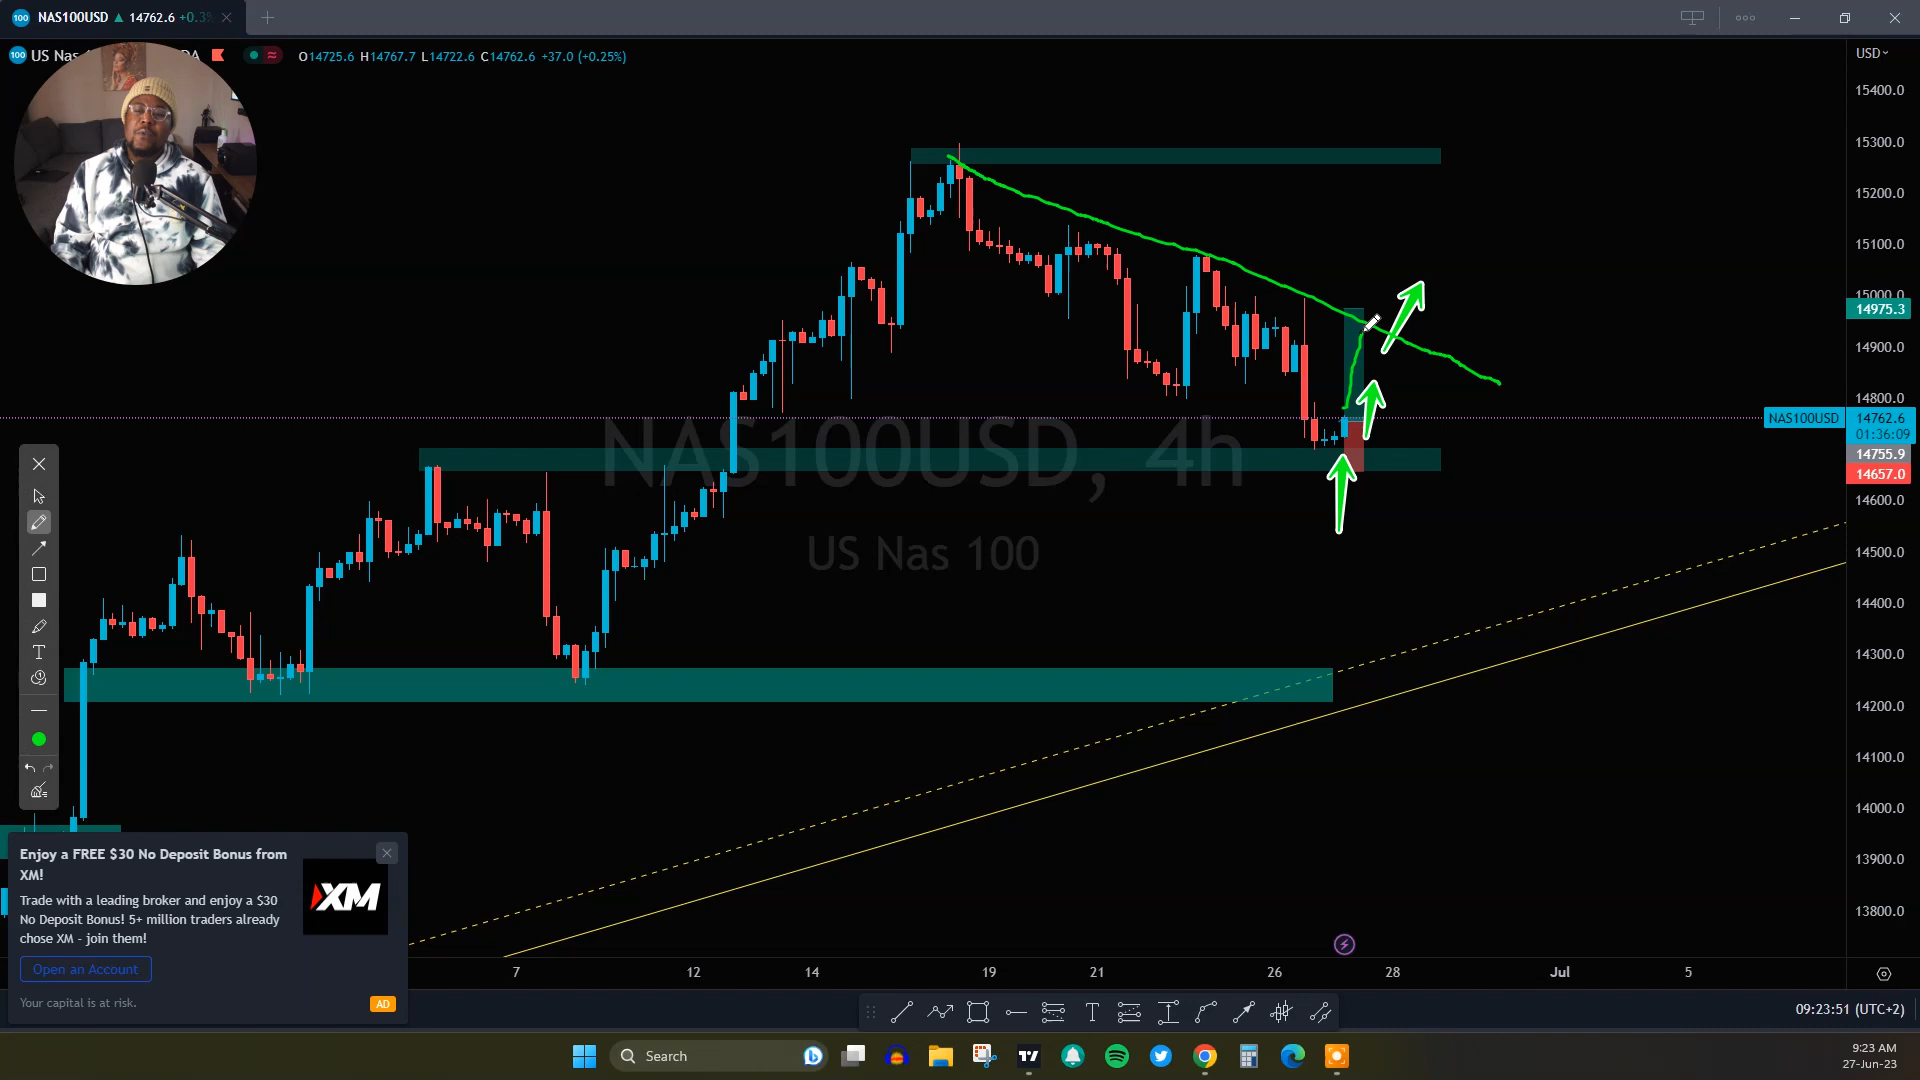 NAS100USD ▲ 14762.6 +0.3
US Nas
O14725.6 H14767.7 L14722.6 C14762.6 +37.0 (+0.25%)
USD
15400.0
15300.0
15200.0
15100.0
15000.0
14975.3
14900.0
14800.0
NAS100USD 14762.6
01:36:09
14755.9
14657.0
14600.0
14500.0
14400.0
14300.0
14200.0
14100.0
14000.0
13900.0
13800.0
NAS100USD, 4h
US Nas 100
Enjoy a FREE $30 No Deposit Bonus from
XM!
Trade with a leading broker and enjoy a $30
No Deposit Bonus! 5+ million traders already
chose XM - join them!
XM
Open an Account
Your capital is at risk.
AD
7 12 14 19 21 26 28 Jul 5
09:23:51 (UTC+2)
Search
9:23 AM
27-Jun-23